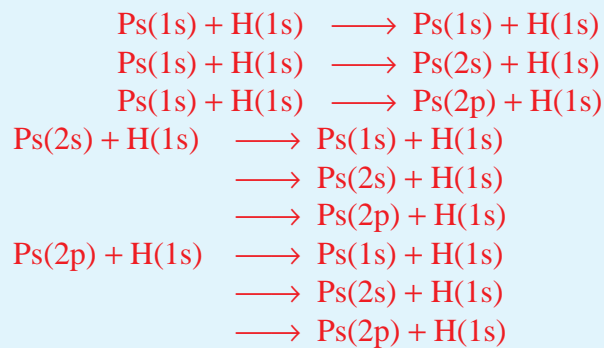 Ps(1s) + H(1s) ⟶ Ps(1s) + H(1s)
Ps(1s) + H(1s) ⟶ Ps(2s) + H(1s)
Ps(1s) + H(1s) ⟶ Ps(2p) + H(1s)
Ps(2s) + H(1s) ⟶ Ps(1s) + H(1s)
⟶ Ps(2s) + H(1s)
⟶ Ps(2p) + H(1s)
Ps(2p) + H(1s) ⟶ Ps(1s) + H(1s)
⟶ Ps(2s) + H(1s)
⟶ Ps(2p) + H(1s)